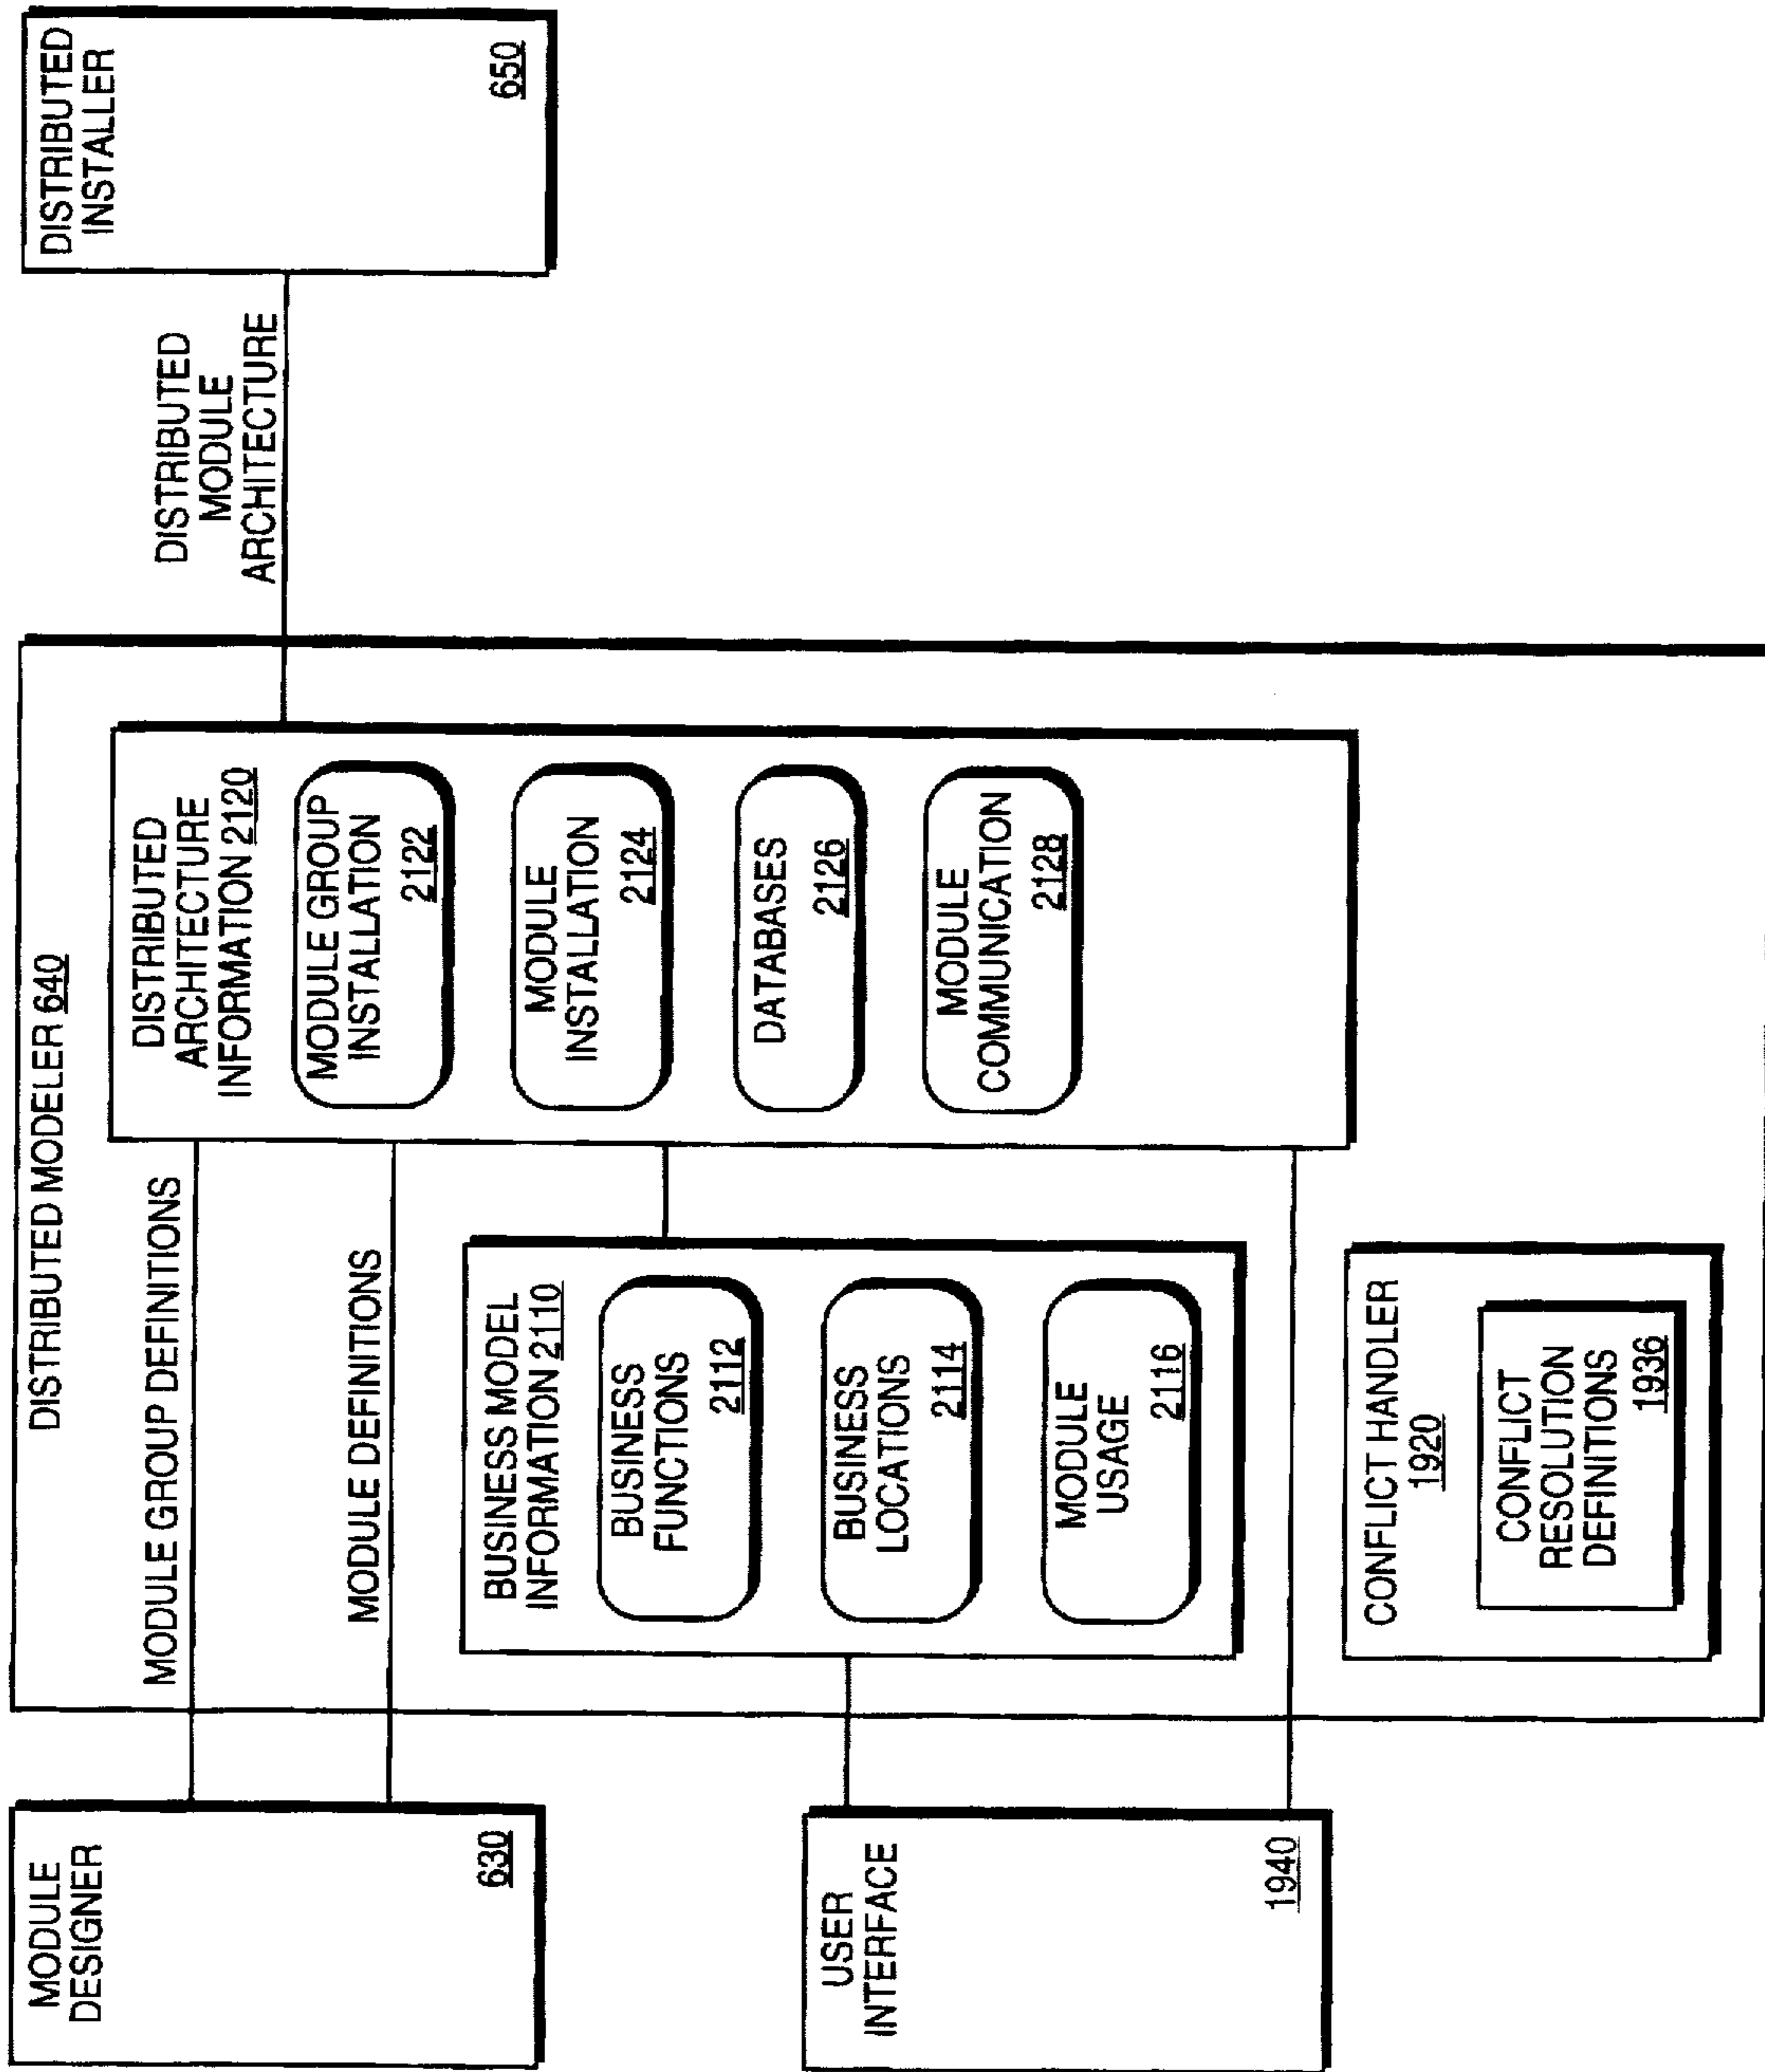 MODULE
DESIGNER
630
USER
INTERFACE
1940
DISTRIBUTED MODELER 640
MODULE GROUP DEFINITIONS
MODULE DEFINITIONS
BUSINESS MODEL
INFORMATION 2110
BUSINESS
FUNCTIONS
2112
BUSINESS
LOCATIONS
2114
MODULE
USAGE
2116
CONFLICT HANDLER
1920
CONFLICT
RESOLUTION
DEFINITIONS
1936
DISTRIBUTED
ARCHITECTURE
INFORMATION 2120
MODULE GROUP
INSTALLATION
2122
MODULE
INSTALLATION
2124
DATABASES
2126
MODULE
COMMUNICATION
2128
DISTRIBUTED
MODULE
ARCHITECTURE
DISTRIBUTED
INSTALLER
650